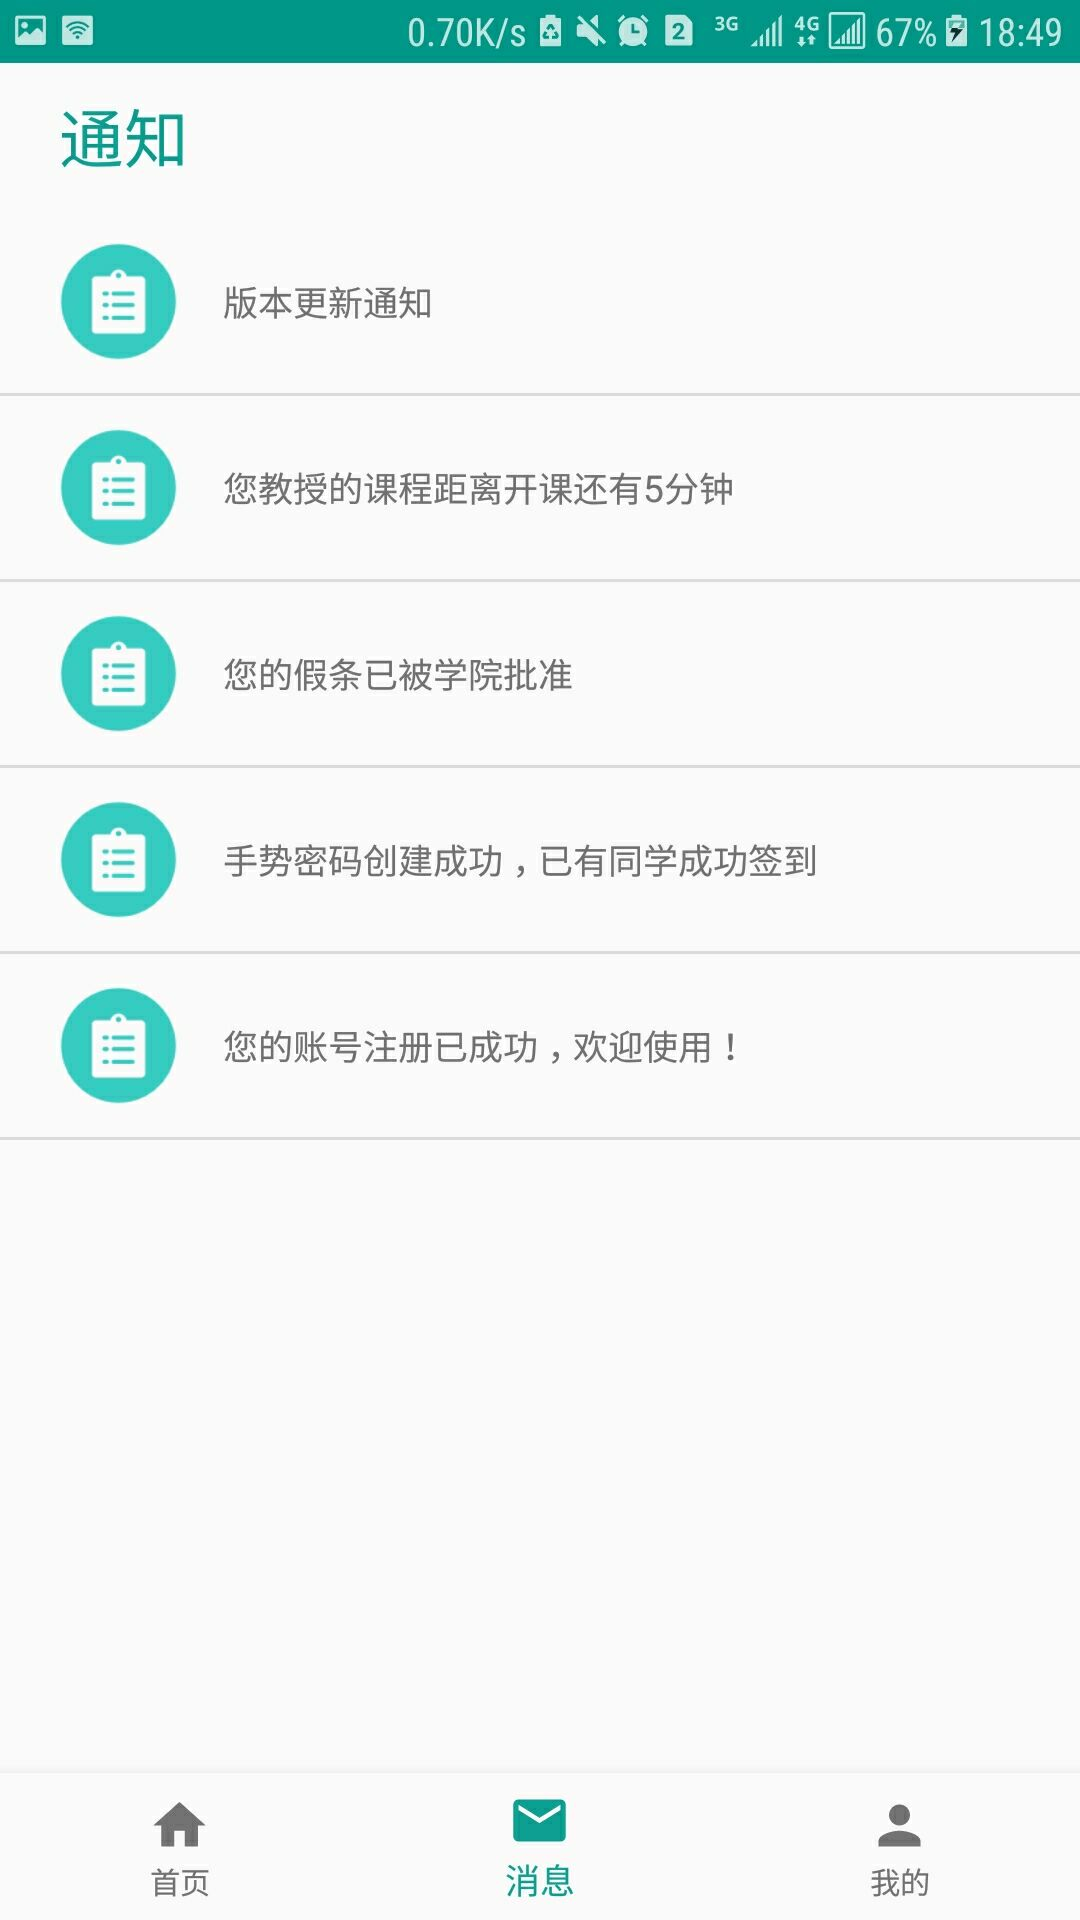 0.70K/s 2 3G 4G 67% 18:49
通知
版本更新通知
您教授的课程距离开课还有5分钟
您的假条已被学院批准
手势密码创建成功，已有同学成功签到
您的账号注册已成功，欢迎使用！
首页 消息 我的